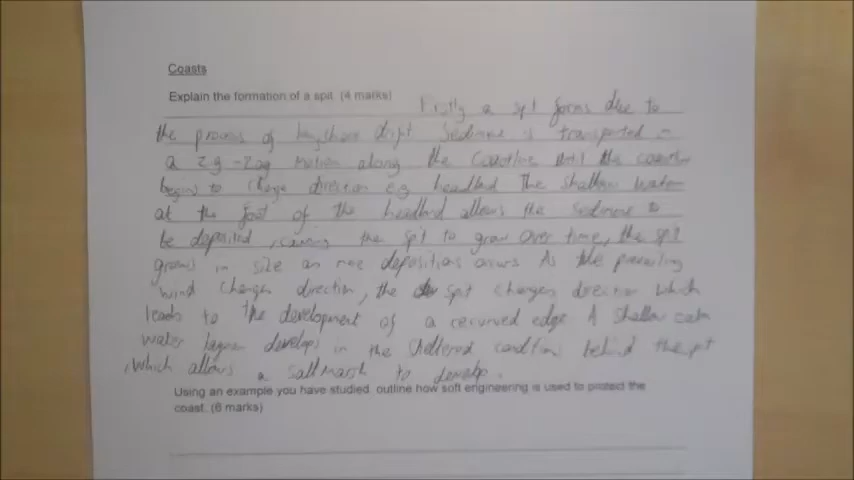 Coasts
Explain the formation of a spit. (4 marks) Firstly a spit forms due to
the process of longshore drift Sediment is transported in
a zig-zag motion along the coastline until the coastline
begins to change direction e.g headland The shallow water
at the foot of the headland allows the sediment to
be deposited, causing the spit to grow over time, the spit
grows in size as more deposition occurs As the prevailing
wind changes direction, the spit changes direction which
leads to the development of a recurved edge A shallow calm
water lagoon develops in the sheltered conditions behind the spit
, which allows a saltmarsh to develop.
Using an example you have studied, outline how soft engineering is used to protect the
coast. (6 marks)